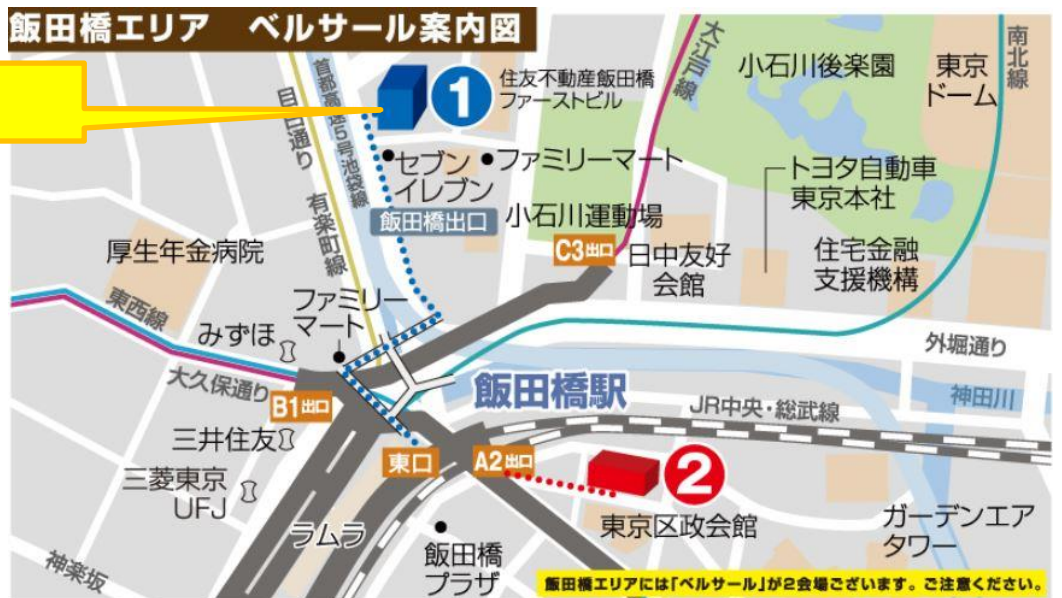 飯田橋エリア　ベルサール案内図
首都高速5号池袋線
目白通り
有楽町線
1
住友不動産飯田橋
ファーストビル
大江戸線
小石川後楽園
東京
ドーム
南北線
セブン
イレブン
ファミリーマート
トヨタ自動車
東京本社
飯田橋出口
小石川運動場
厚生年金病院
C3出口
日中友好
会館
住宅金融
支援機構
東西線
ファミリー
マート
みずほ
外堀通り
大久保通り
飯田橋駅
神田川
B1出口
JR中央・総武線
三井住友
東口
A2出口
2
三菱東京
UFJ
東京区政会館
ガーデンエア
タワー
ラムラ
飯田橋
プラザ
神楽坂
飯田橋エリアには「ベルサール」が2会場ございます。ご注意ください。